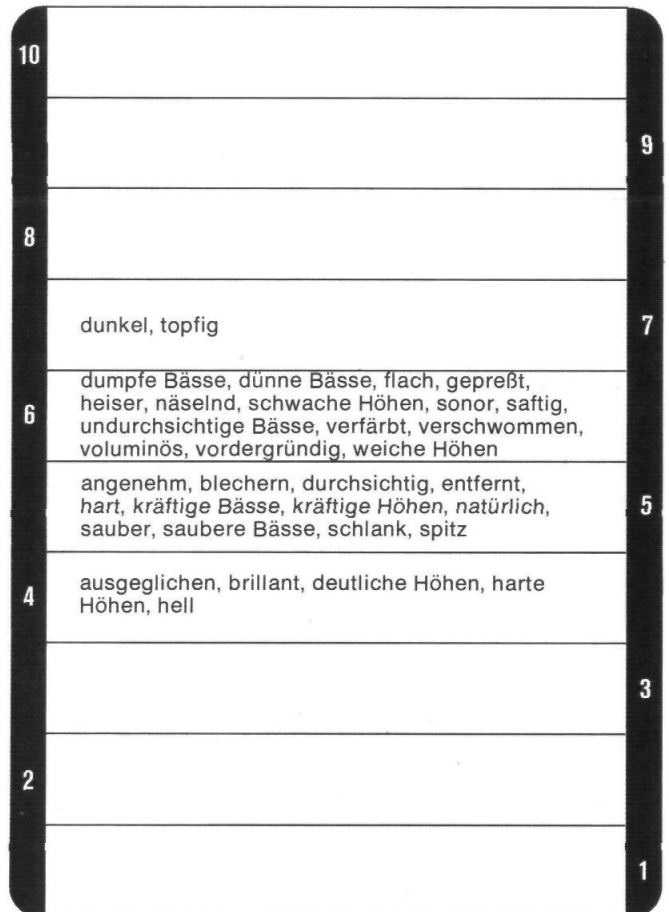 10
9
8
dunkel, topfig
7
dumpfe Bässe, dünne Bässe, flach, gepreßt,
heiser, näselnd, schwache Höhen, sonor, saftig,
undurchsichtige Bässe, verfärbt, verschwommen,
voluminös, vordergründig, weiche Höhen
6
angenehm, blechern, durchsichtig, entfernt,
hart, kräftige Bässe, kräftige Höhen, natürlich,
sauber, saubere Bässe, schlank, spitz
5
ausgeglichen, brillant, deutliche Höhen, harte
Höhen, hell
4
3
2
1